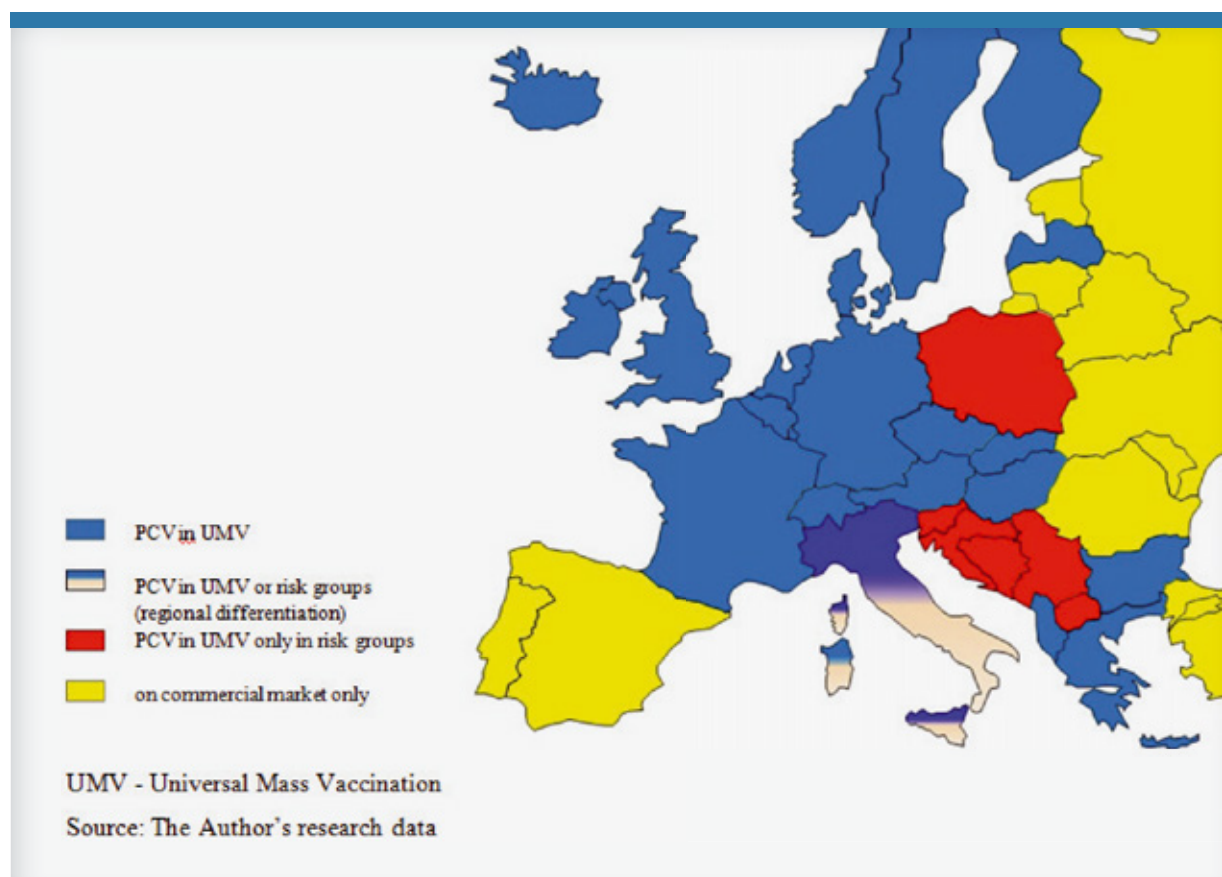 PCV in UMV
PCV in UMV or risk groups
(regional differentiation)
PCV in UMV only in risk groups
on commercial market only
UMV - Universal Mass Vaccination
Source: The Author's research data